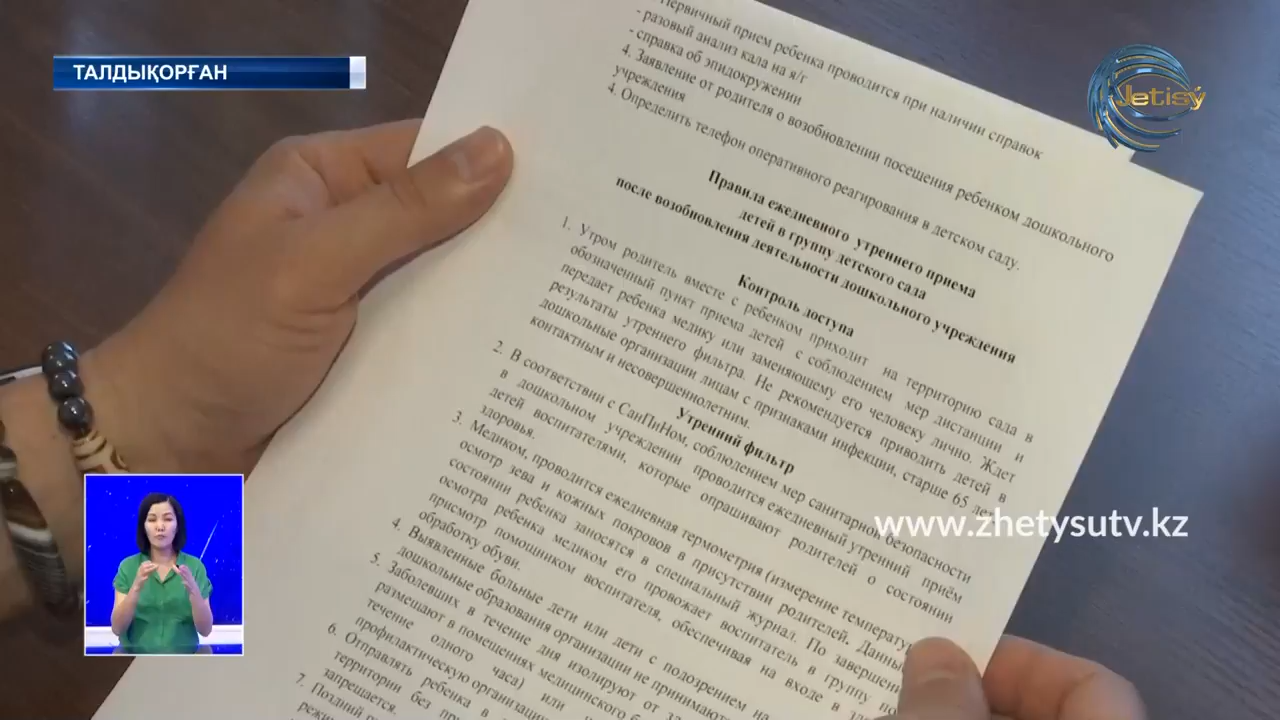 ТАЛДЫҚОРҒАН
Jetisý
Первичный прием ребенка проводится при наличии справок
- разовый анализ кала на я/г
- справка об эпидокружении
4. Заявление от родителя о возобновлении посещения ребенком дошкольного
учреждения
4. Определить телефон оперативного реагирования в детском саду.
Правила ежедневного утреннего приема
детей в группу детского сада
после возобновления деятельности дошкольного учреждения
Контроль доступа
1. Утром родитель вместе с ребенком приходит на территорию сада в
обозначенный пункт приема детей с соблюдением мер дистанции и
передает ребенка медику или заменяющему его человеку лично. Ждет
результаты утреннего фильтра. Не рекомендуется приводить детей в
дошкольные организации лицам с признаками инфекции, старше 65 лет
контактным и несовершеннолетним.
Утренний фильтр
2. В соответствии с СанПиНом, соблюдением мер санитарной безопасности
в дошкольном учреждении проводится ежедневный утренний приём
детей воспитателями, которые опрашивают родителей о состоянии
здоровья.
3. Медиком, проводится ежедневная термометрия (измерение температур
осмотр зева и кожных покровов в присутствии родителей. Данны
состоянии ребенка заносятся в специальный журнал. По завершени
осмотра ребенка медиком его провожает воспитатель в группу по
присмотр помощником воспитателя, обеспечивая на входе в
обработку обуви.
4. Выявленные больные дети или дети с подозрением на
дошкольные образования организации не принимают
5. Заболевших в течение дня изолируют от
размещают в помещениях медицинского
течение одного часа) или
профилактическую организац
6. Отправлять ребенка в
территории без
запрещается.
7. Поздний
www.zhetysutv.kz